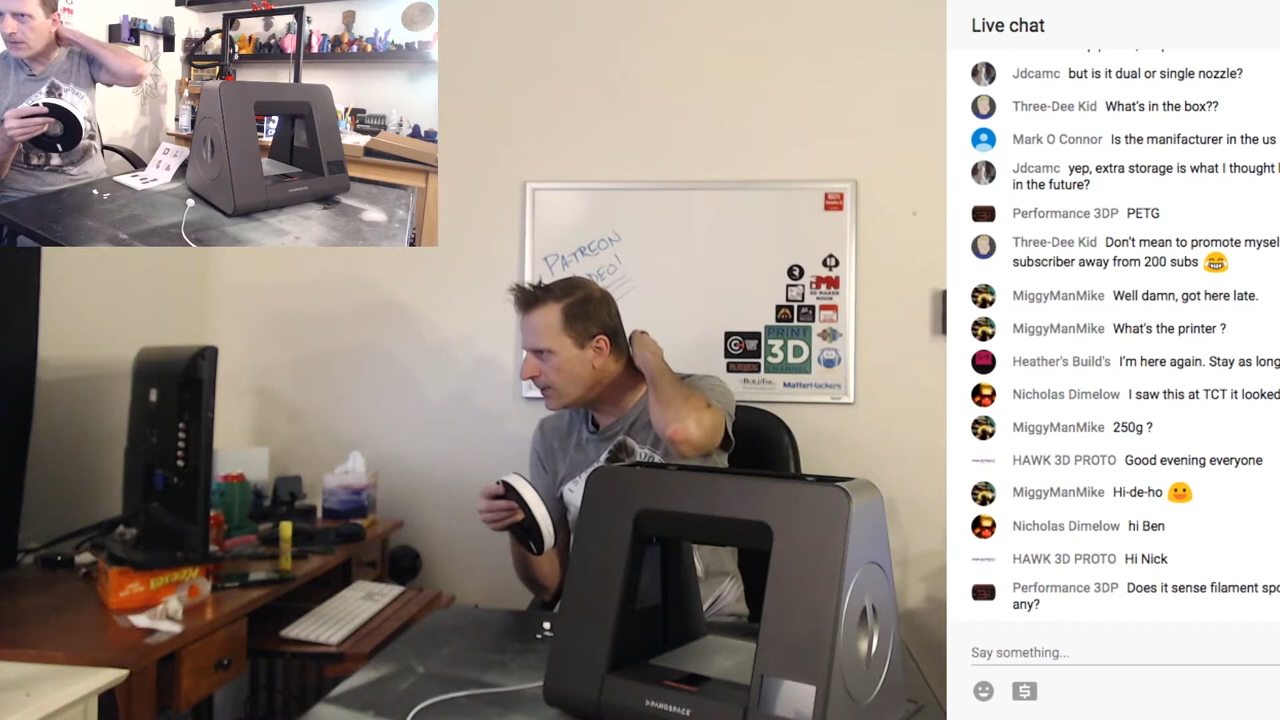 Live chat
Jdcamc but is it dual or single nozzle?
Three-Dee Kid What's in the box??
Mark O Connor Is the manifacturer in the us
Jdcamc yep, extra storage is what I thought
in the future?
Performance 3DP PETG
Three-Dee Kid Don't mean to promote mysel
subscriber away from 200 subs
MiggyManMike Well damn, got here late.
MiggyManMike What's the printer ?
Heather's Build's I'm here again. Stay as long
Nicholas Dimelow I saw this at TCT it looked
MiggyManMike 250g ?
HAWK 3D PROTO Good evening everyone
MiggyManMike Hi-de-ho
Nicholas Dimelow hi Ben
HAWK 3D PROTO Hi Nick
Performance 3DP Does it sense filament spo
any?
Say something...
PATREON
PRINT
3D
CHANNEL
MatterHackers